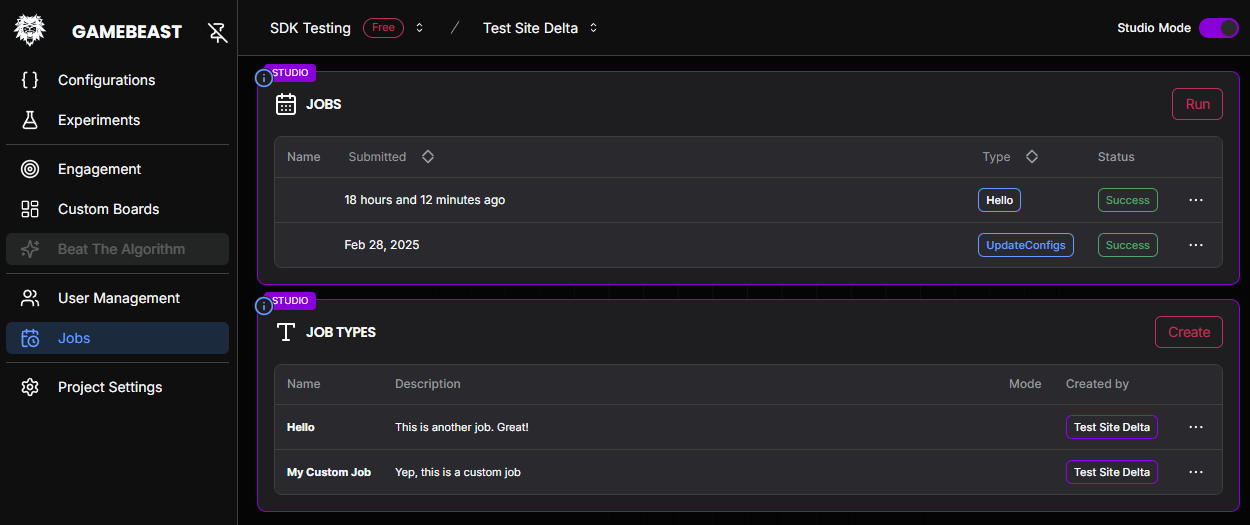 GAMEBEAST
SDK Testing Free / Test Site Delta
Studio Mode
Configurations
Experiments
Engagement
Custom Boards
Beat The Algorithm
User Management
Jobs
Project Settings
STUDIO
JOBS
Run
Name Submitted Type Status
18 hours and 12 minutes ago Hello Success ...
Feb 28, 2025 UpdateConfigs Success ...
STUDIO
JOB TYPES
Create
Name Description Mode Created by
Hello This is another job. Great! Test Site Delta ...
My Custom Job Yep, this is a custom job Test Site Delta ...